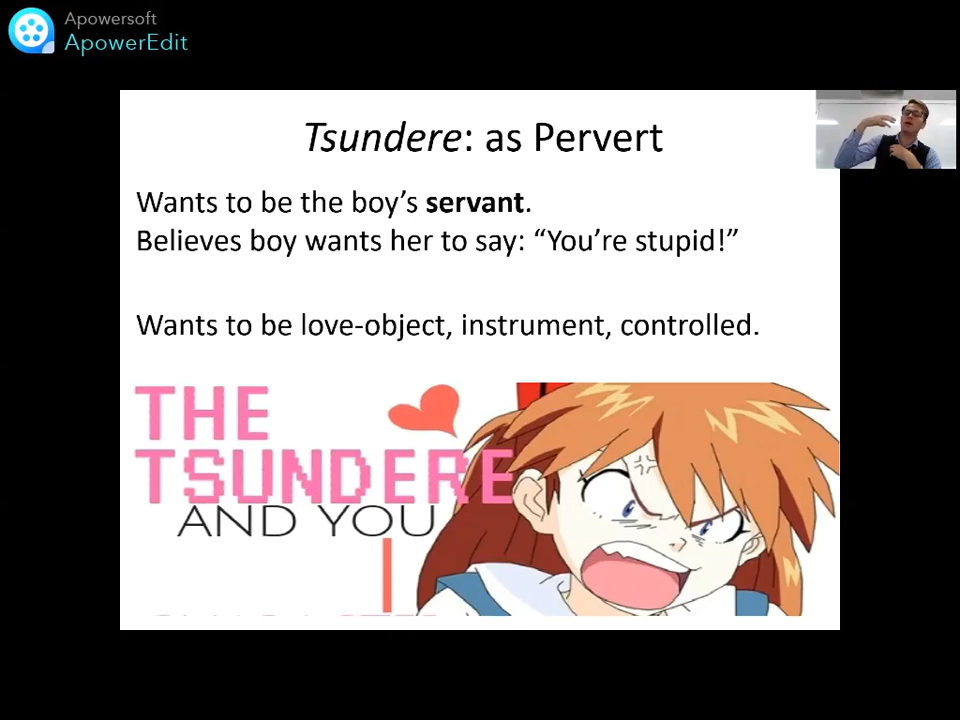 Apowersoft
ApowerEdit
Tsundere: as Pervert
Wants to be the boy’s servant.
Believes boy wants her to say: “You’re stupid!”
Wants to be love-object, instrument, controlled.
THE
TSUNDERE
AND YOU